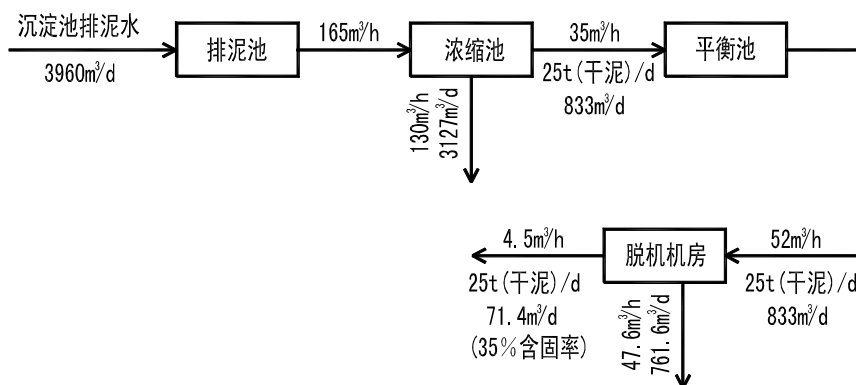 沉淀池排泥水
3960m³/d
排泥池
165m³/h
浓缩池
35m³/h
25t(干泥)/d
833m³/d
平衡池
130m³/h
3127m³/d
4.5m³/h
25t(干泥)/d
71.4m³/d
(35%含固率)
脱机机房
52m³/h
25t(干泥)/d
833m³/d
47.6m³/h
761.6m³/d